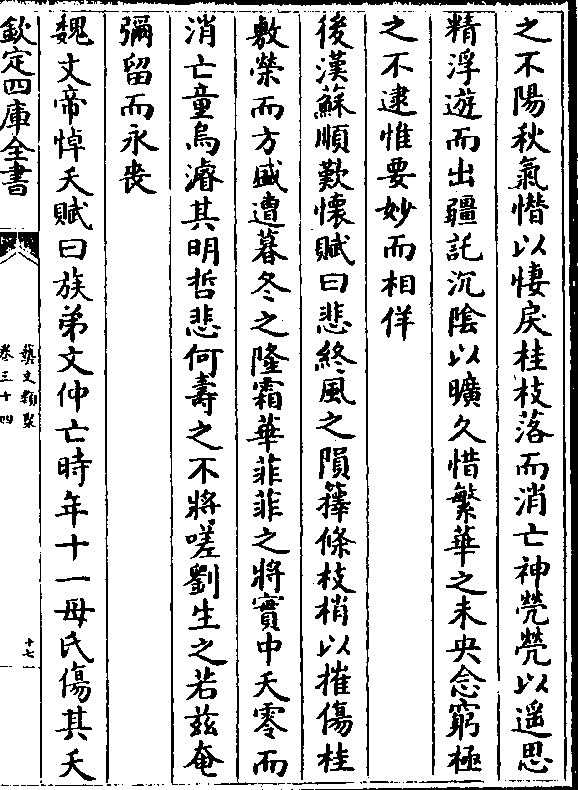 之不陽秋氣憯以悽戾桂枝落而消亡神煢煢以遥思
精浮遊而出疆託沉陰以曠久惜繁華之未央念窮極
之不逮惟要妙而相佯
後漢蘇順歎懷賦曰悲終風之隕籜條枝梢以摧傷桂
敷榮而方盛遭暮冬之隆霜華菲菲之將實中夭零而
消亡童烏濬其明哲悲何壽之不將嗟劉生之若兹奄
彌留而永喪
魏文帝悼夭賦曰族弟文仲亡時年十一母氏傷其夭
欽定四庫全書
藝文類聚
卷三十四
十七